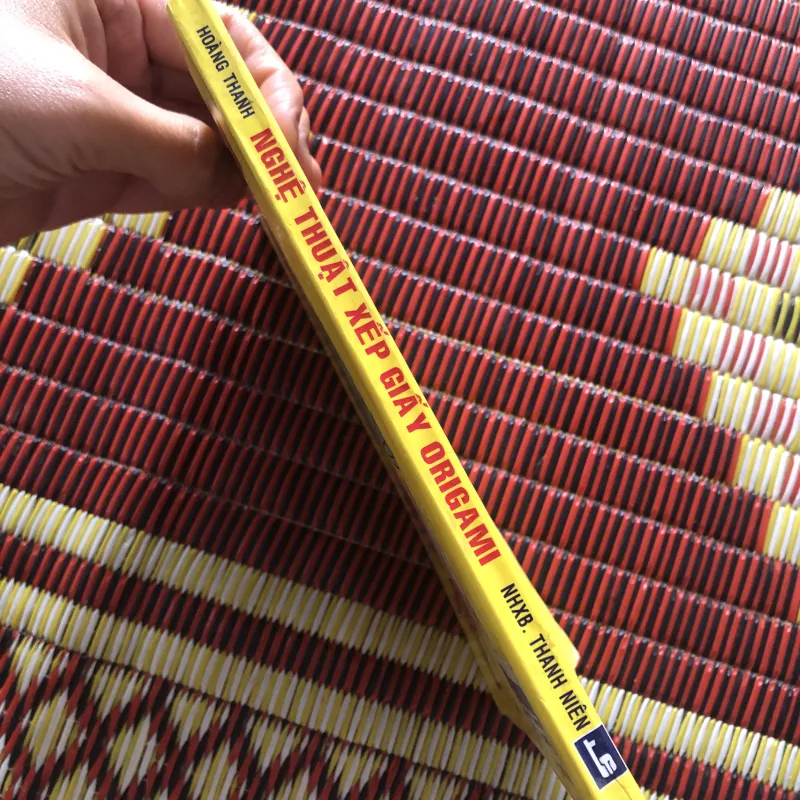 HOÀNG THANH
NGHỆ THUẬT XẾP GIẤY ORIGAMI
NHXB. THANH NIÊN